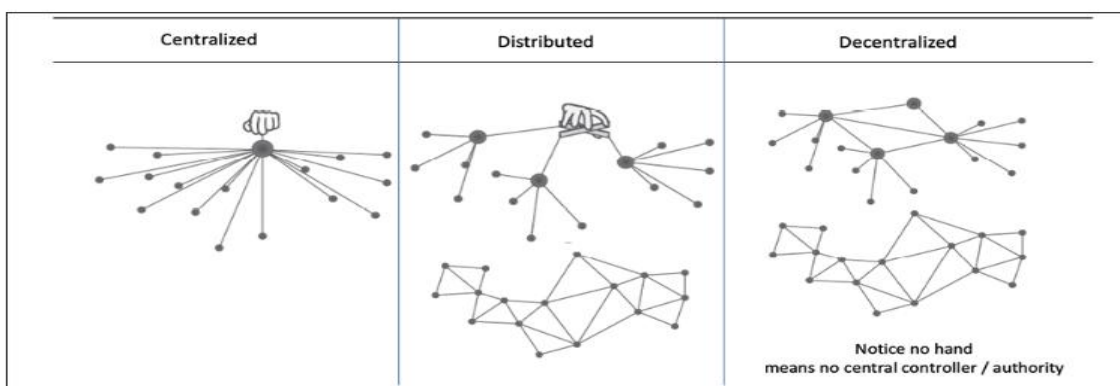 Centralized
Distributed
Decentralized
Notice no hand
means no central controller / authority